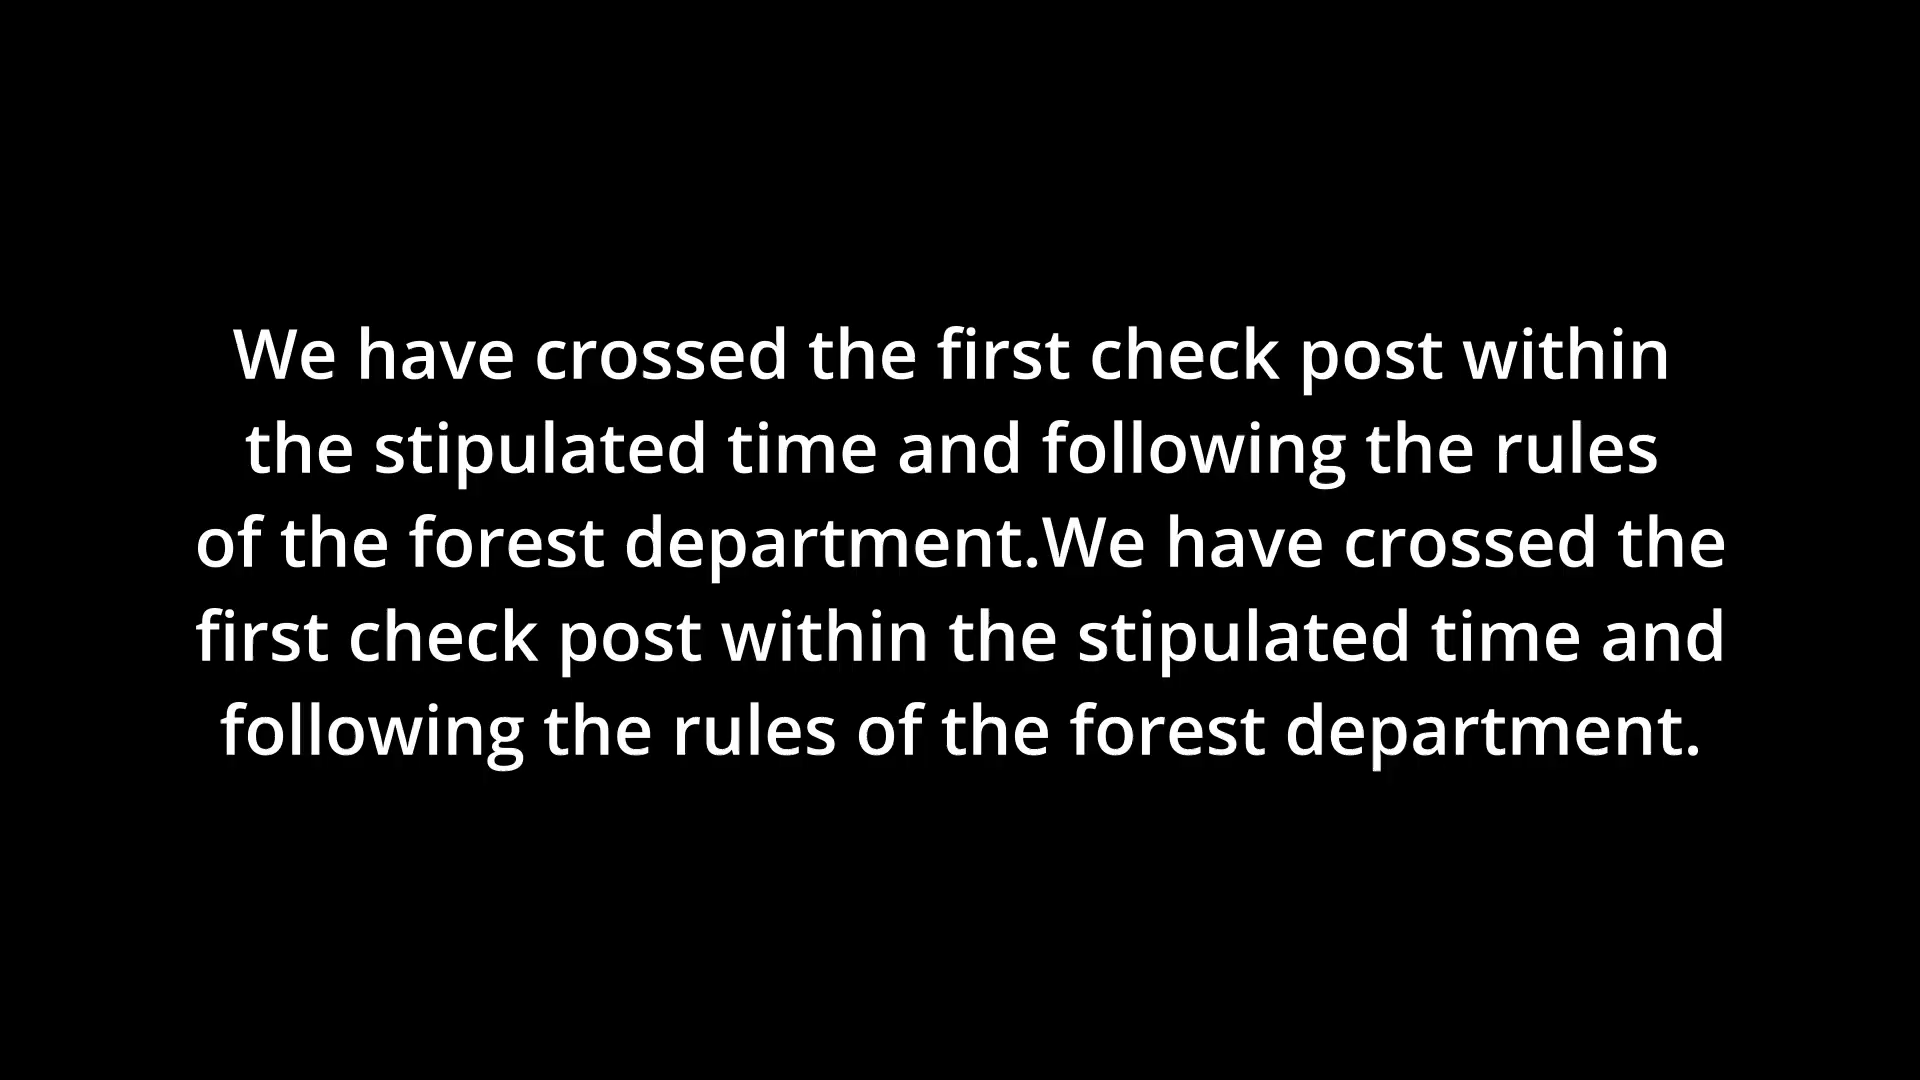 We have crossed the first check post within
the stipulated time and following the rules
of the forest department.We have crossed the
first check post within the stipulated time and
following the rules of the forest department.